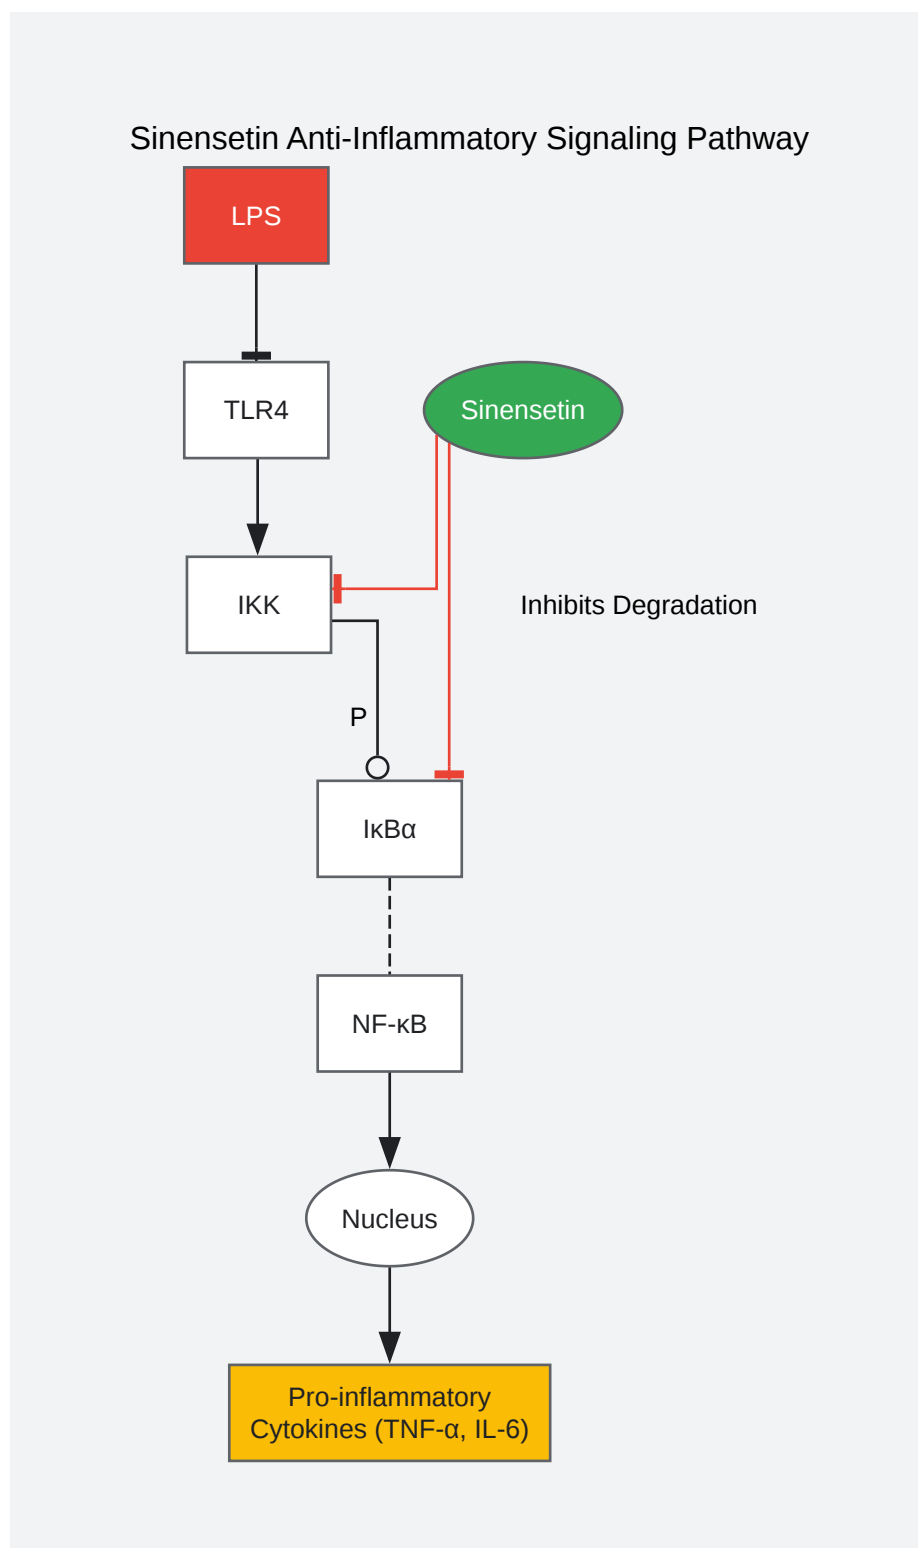 Sinensetin Anti-Inflammatory Signaling Pathway
LPS
TLR4
Sinensetin
IKK
Inhibits Degradation
P
IκBα
NF-κB
Nucleus
Pro-inflammatory
Cytokines (TNF-α, IL-6)